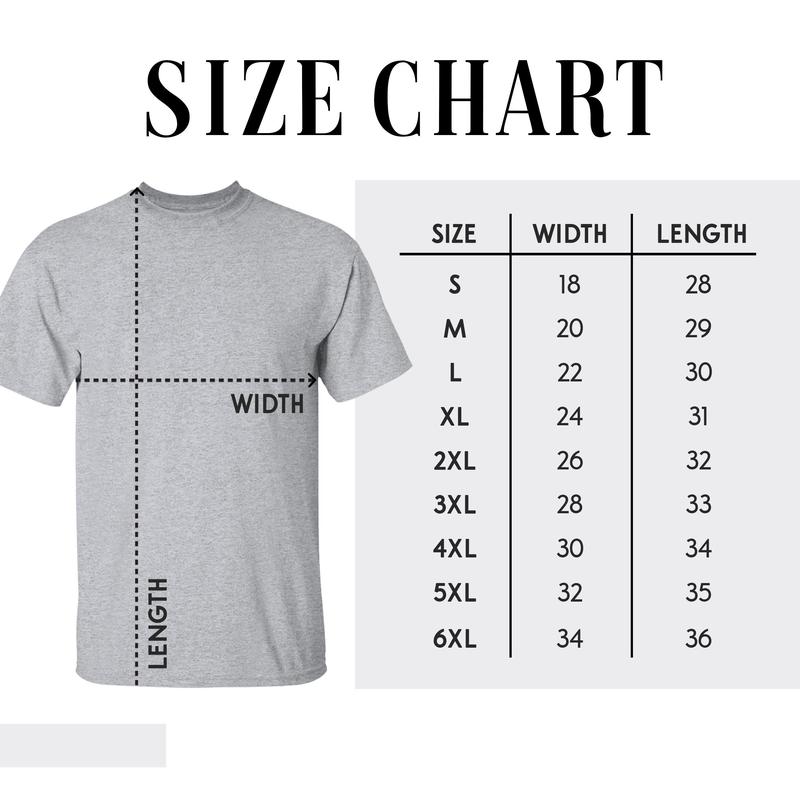 SIZE CHART
SIZE WIDTH LENGTH
S 18 28
M 20 29
L 22 30
XL 24 31
2XL 26 32
3XL 28 33
4XL 30 34
5XL 32 35
6XL 34 36
WIDTH
LENGTH